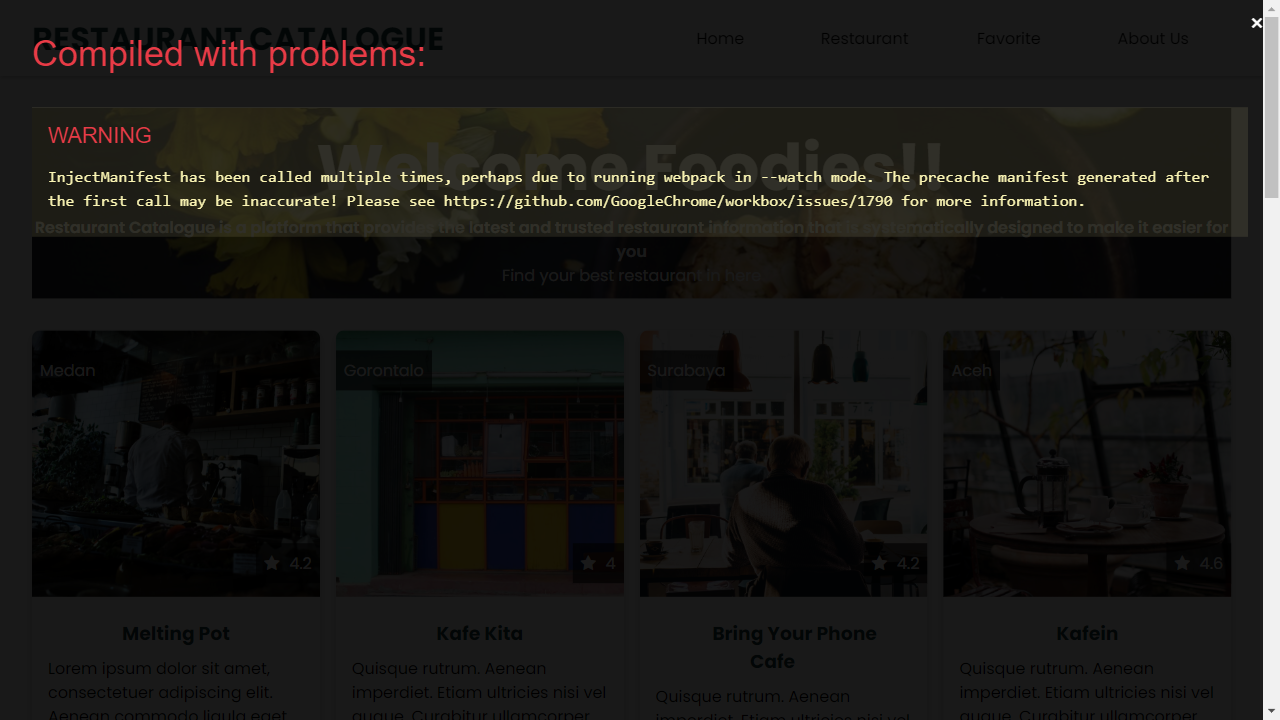 RESTAURANT CATALOGUE
Home
Restaurant
Favorite
About Us
×
Compiled with problems:
WARNING
Welcome Foodies!!
InjectManifest has been called multiple times, perhaps due to running webpack in --watch mode. The precache manifest generated after
the first call may be inaccurate! Please see https://github.com/GoogleChrome/workbox/issues/1790 for more information.
Restaurant Catalogue is a platform that provides the latest and trusted restaurant information that is systematically designed to make it easier for
you
Find your best restaurant in here
Medan
4.2
Melting Pot
Lorem ipsum dolor sit amet,
consectetuer adipiscing elit.
Aenean commodo ligula eget
Gorontalo
4
Kafe Kita
Quisque rutrum. Aenean
imperdiet. Etiam ultricies nisi vel
augue. Curabitur ullamcorper
Surabaya
4.2
Bring Your Phone
Cafe
Quisque rutrum. Aenean
imperdiet. Etiam ultricies nisi vel
Aceh
4.6
Kafein
Quisque rutrum. Aenean
imperdiet. Etiam ultricies nisi vel
augue. Curabitur ullamcorper